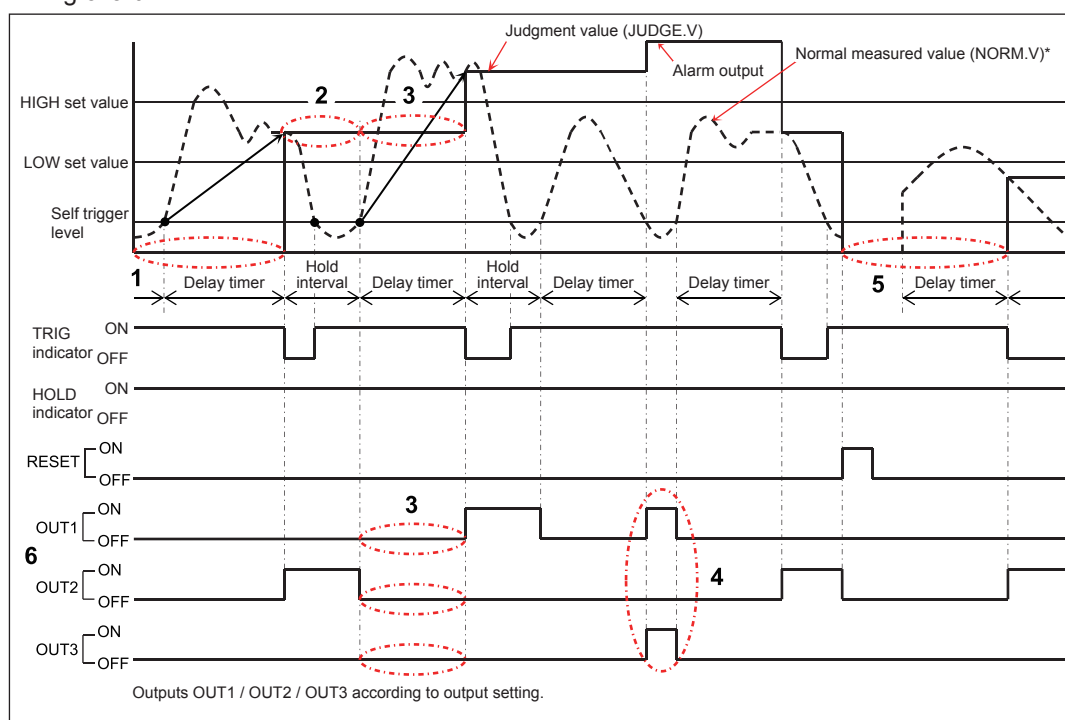 Judgment value (JUDGE.V)
Normal measured value (NORM.V)*
Alarm output
HIGH set value
2
3
LOW set value
Self trigger
level
1
Delay timer
Hold
interval
Delay timer
Hold
interval
Delay timer
Delay timer
5
Delay timer
TRIG
indicator
ON
OFF
HOLD
indicator
ON
OFF
RESET
ON
OFF
3
OUT1
ON
OFF
6
4
OUT2
ON
OFF
OUT3
ON
OFF
Outputs OUT1 / OUT2 / OUT3 according to output setting.